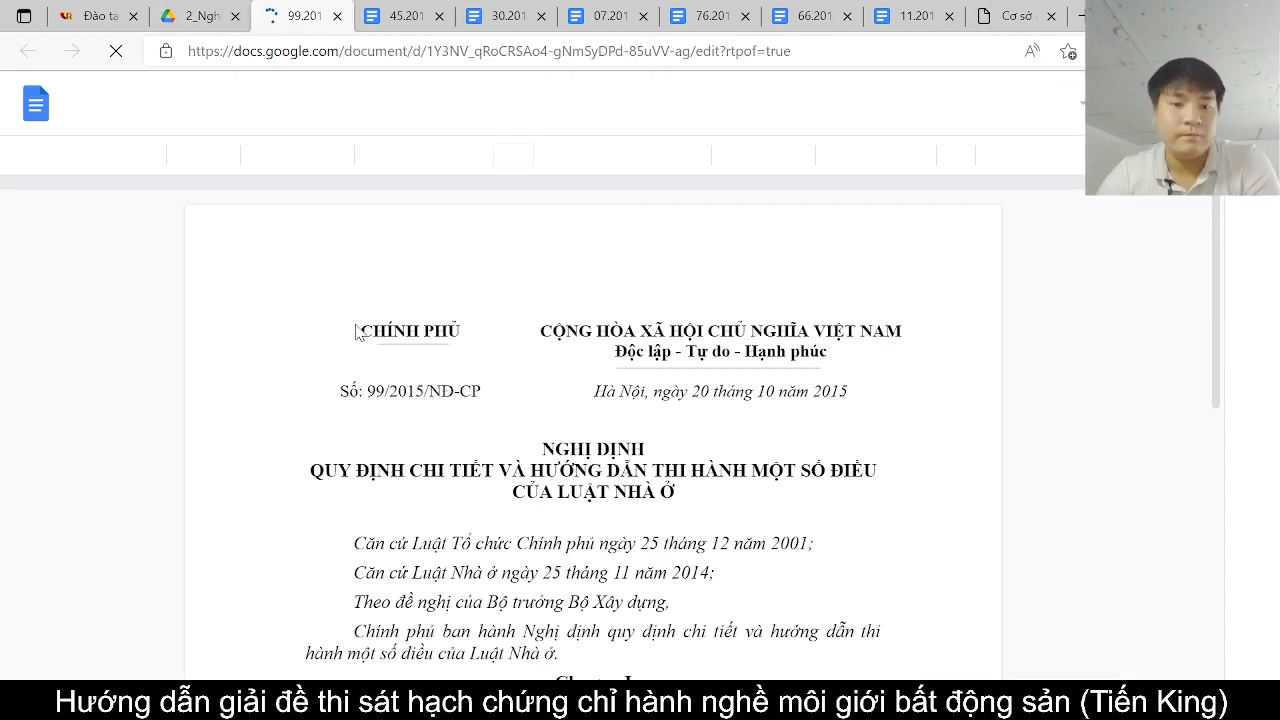 Đào tạ
2_Ngh
99.201
45.201
30.201
07.201
76.201
66.201
11.201
Cơ sở
https://docs.google.com/document/d/1Y3NV_qRoCRSAo4-gNmSyDPd-85uVV-ag/edit?rtpof=true
CHÍNH PHỦ
CỘNG HÒA XÃ HỘI CHỦ NGHĨA VIỆT NAM
Độc lập - Tự do - Hạnh phúc
Số: 99/2015/NĐ-CP
Hà Nội, ngày 20 tháng 10 năm 2015
NGHỊ ĐỊNH
QUY ĐỊNH CHI TIẾT VÀ HƯỚNG DẪN THI HÀNH MỘT SỐ ĐIỀU
CỦA LUẬT NHÀ Ở
Căn cứ Luật Tổ chức Chính phủ ngày 25 tháng 12 năm 2001;
Căn cứ Luật Nhà ở ngày 25 tháng 11 năm 2014;
Theo đề nghị của Bộ trưởng Bộ Xây dựng,
Chính phủ ban hành Nghị định quy định chi tiết và hướng dẫn thi
hành một số điều của Luật Nhà ở.
Hướng dẫn giải đề thi sát hạch chứng chỉ hành nghề môi giới bất động sản (Tiến King)